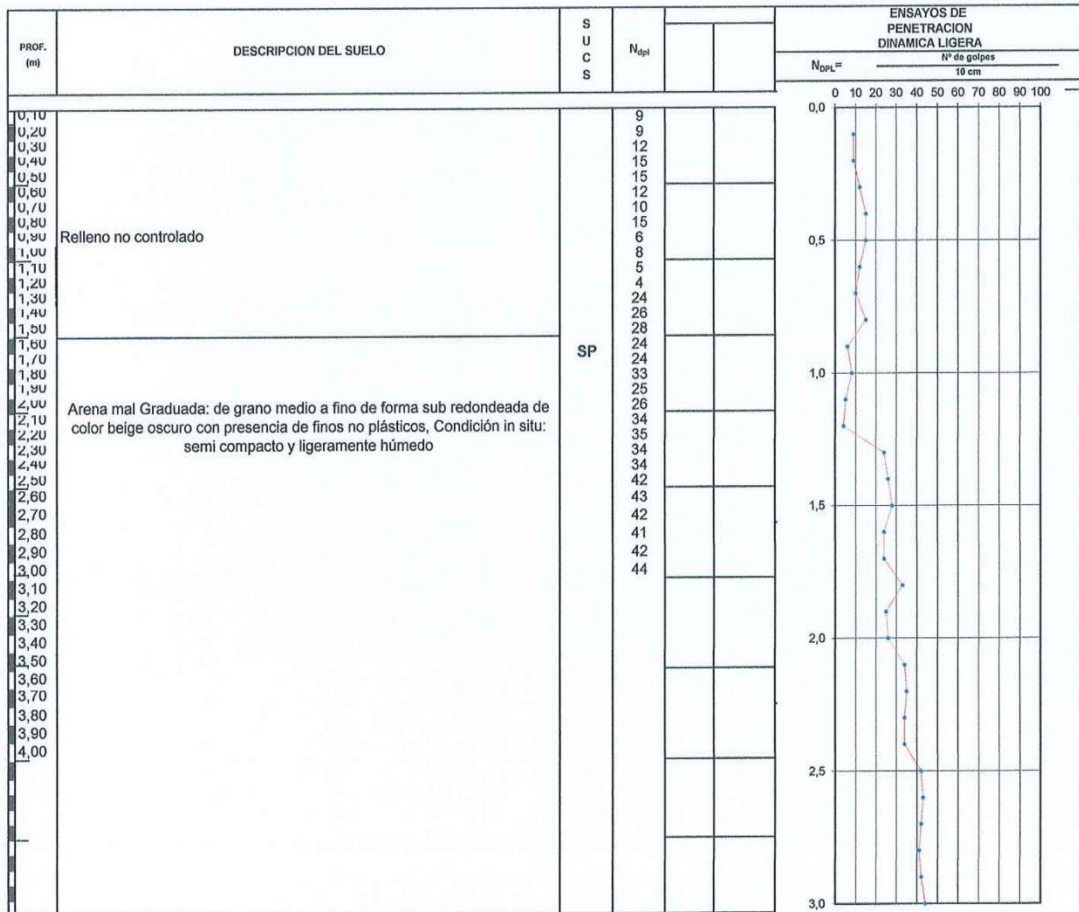 PROF.
(m)
DESCRIPCION DEL SUELO
S
U
C
S
Ndpl
ENSAYOS DE
PENETRACION
DINAMICA LIGERA
NDPL=
Nº de golpes
10 cm
0 10 20 30 40 50 60 70 80 90 100
0,10 9
0,20 9
0,30 12
0,40 15
0,50 15
0,60 12
0,70 10
0,80 15
0,90 6
1,00 8
1,10 5
1,20 4
1,30 24
1,40 26
1,50 28
1,60 24
1,70 24
1,80 33
1,90 25
2,00 26
2,10 34
2,20 35
2,30 34
2,40 34
2,50 42
2,60 43
2,70 42
2,80 41
2,90 42
3,00 44
3,10
3,20
3,30
3,40
3,50
3,60
3,70
3,80
3,90
4,00
Relleno no controlado
Arena mal Graduada: de grano medio a fino de forma sub redondeada de
color beige oscuro con presencia de finos no plásticos, Condición in situ:
semi compacto y ligeramente húmedo
SP
0,0
0,5
1,0
1,5
2,0
2,5
3,0